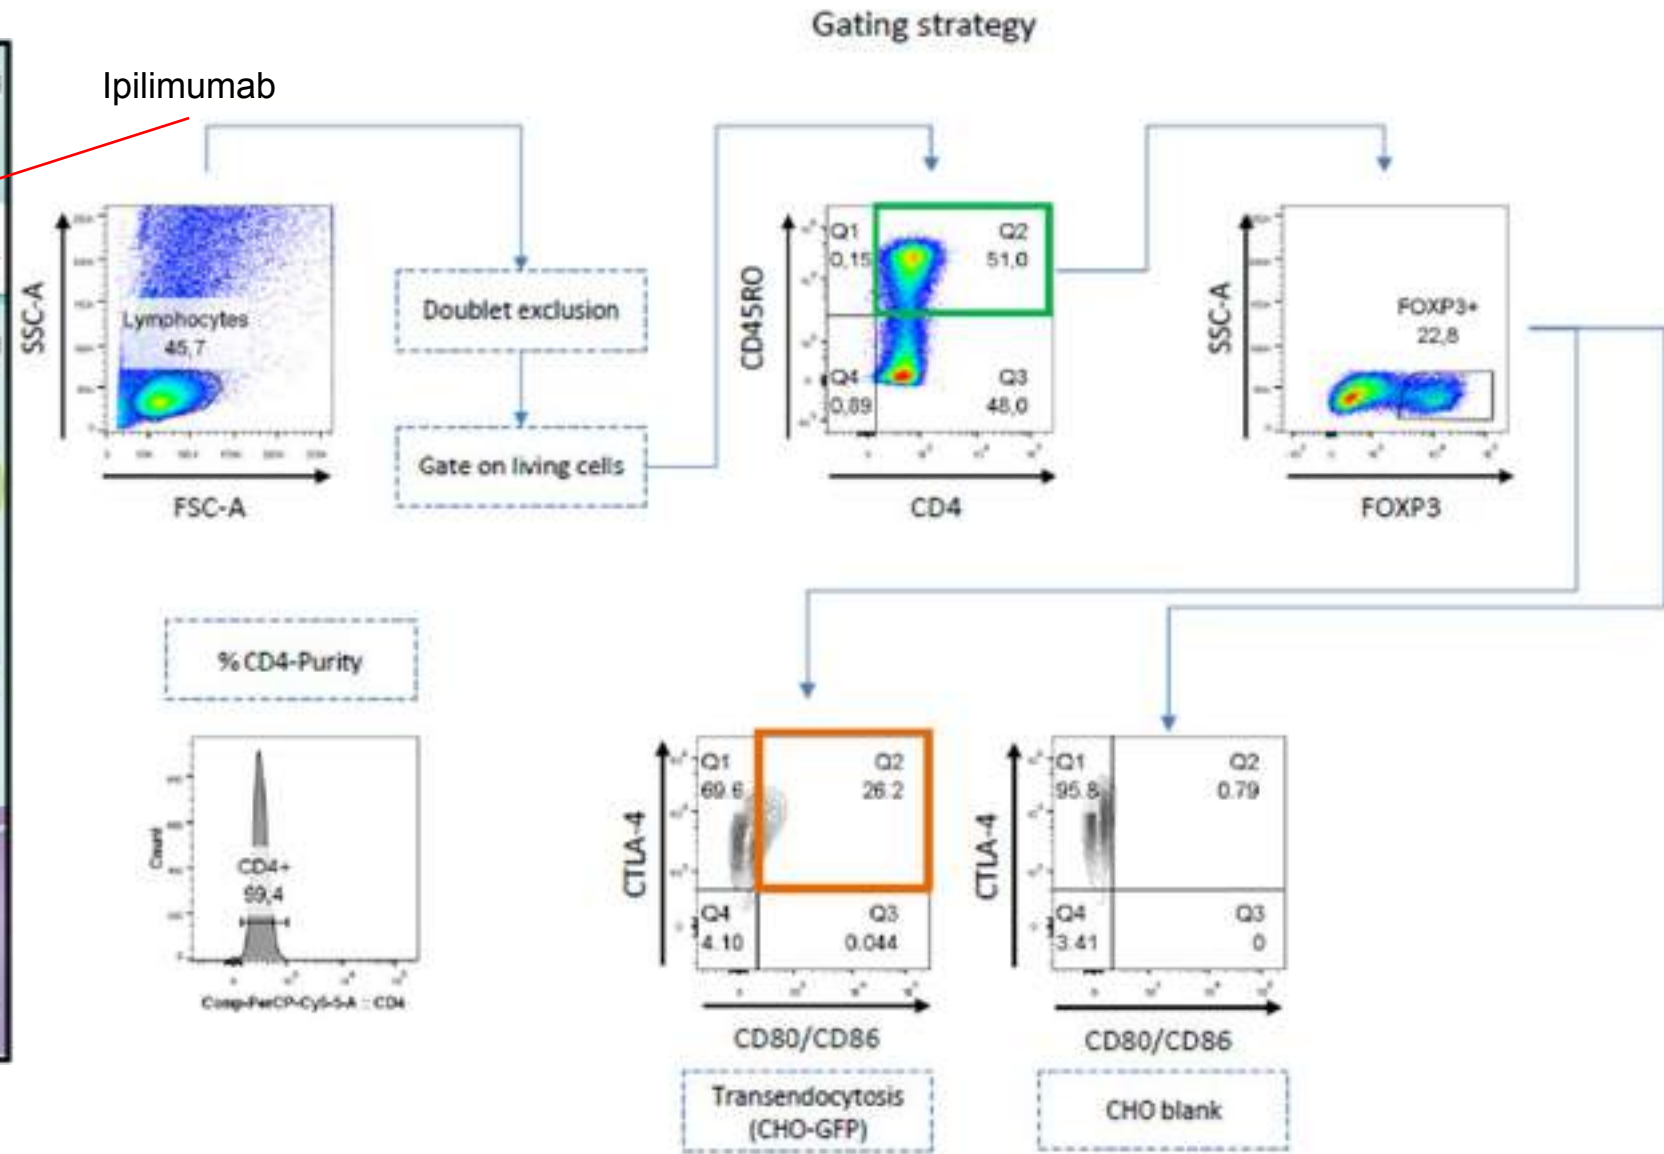 Gating strategy
Ipilimumab
SSC-A
Lymphocytes
45,7
FSC-A
Doublet exclusion
Gate on living cells
CD45RO
Q1
0,15
Q2
51,0
Q4
0,89
Q3
48,0
CD4
SSC-A
FOXP3+
22,8
FOXP3
% CD4-Purity
Count
CD4+
99,4
Comp-PerCP-Cy5-5-A :: CD4
CTLA-4
Q1
69.6
Q2
26.2
Q4
4.10
Q3
0.044
CD80/CD86
Transendocytosis
(CHO-GFP)
CTLA-4
Q1
95.8
Q2
0.79
Q4
3.41
Q3
0
CD80/CD86
CHO blank